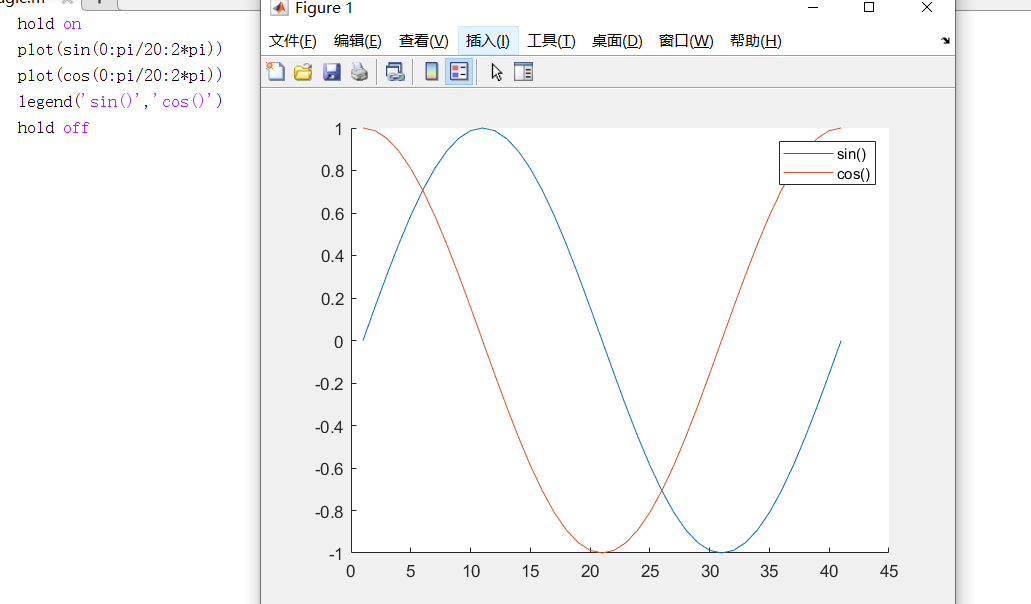 hold on
plot(sin(0:pi/20:2*pi))
plot(cos(0:pi/20:2*pi))
legend('sin()','cos()')
hold off
Figure 1
文件(F) 编辑(E) 查看(V) 插入(I) 工具(T) 桌面(D) 窗口(W) 帮助(H)
sin()
cos()
1
0.8
0.6
0.4
0.2
0
-0.2
-0.4
-0.6
-0.8
-1
0 5 10 15 20 25 30 35 40 45